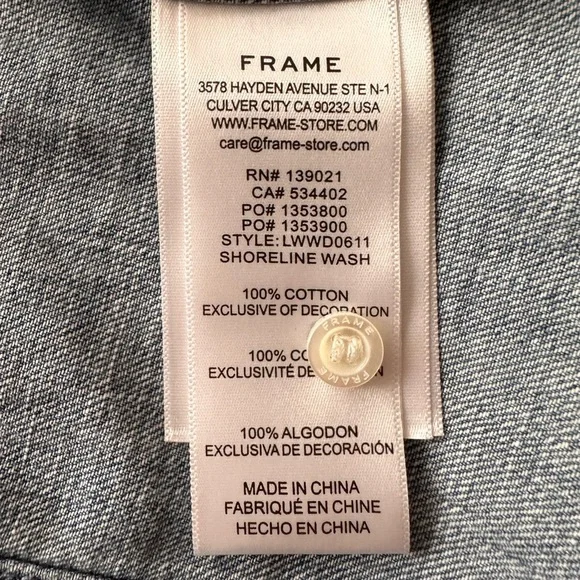 FRAME
3578 HAYDEN AVENUE STE N-1
CULVER CITY CA 90232 USA
WWW.FRAME-STORE.COM
care@frame-store.com
RN# 139021
CA# 534402
PO# 1353800
PO# 1353900
STYLE: LWWD0611
SHORELINE WASH
100% COTTON
EXCLUSIVE OF DECORATION
FRAME
FRAME
100%
EXCLUSIVITÉ
100% ALGODON
EXCLUSIVA DE DECORACIÓN
MADE IN CHINA
FABRIQUÉ EN CHINE
HECHO EN CHINA